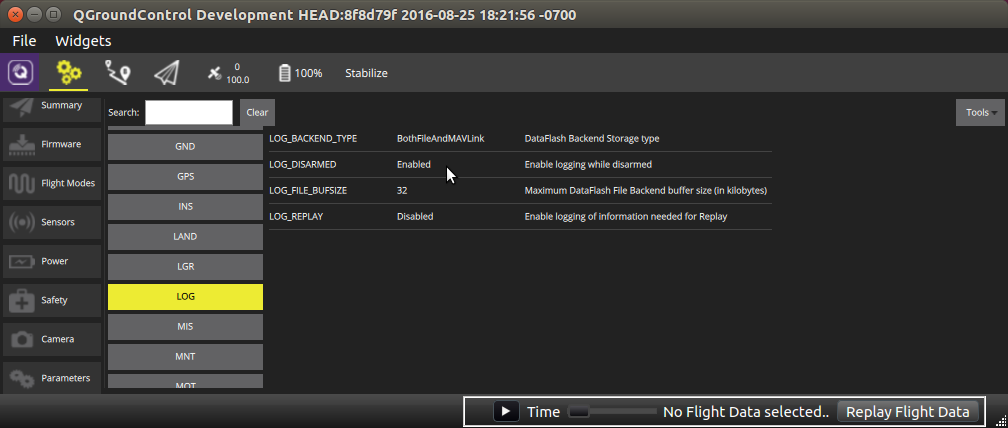 QGroundControl Development HEAD:8f8d79f 2016-08-25 18:21:56 -0700
File Widgets
0
100.0
100%
Stabilize
Summary
Firmware
Flight Modes
Sensors
Power
Safety
Camera
Parameters
Search:
Clear
Tools
GND
GPS
INS
LAND
LGR
LOG
MIS
MNT
MOT
LOG_BACKEND_TYPE BothFileAndMAVLink DataFlash Backend Storage type
LOG_DISARMED Enabled Enable logging while disarmed
LOG_FILE_BUFSIZE 32 Maximum DataFlash File Backend buffer size (in kilobytes)
LOG_REPLAY Disabled Enable logging of information needed for Replay
Time No Flight Data selected.. Replay Flight Data